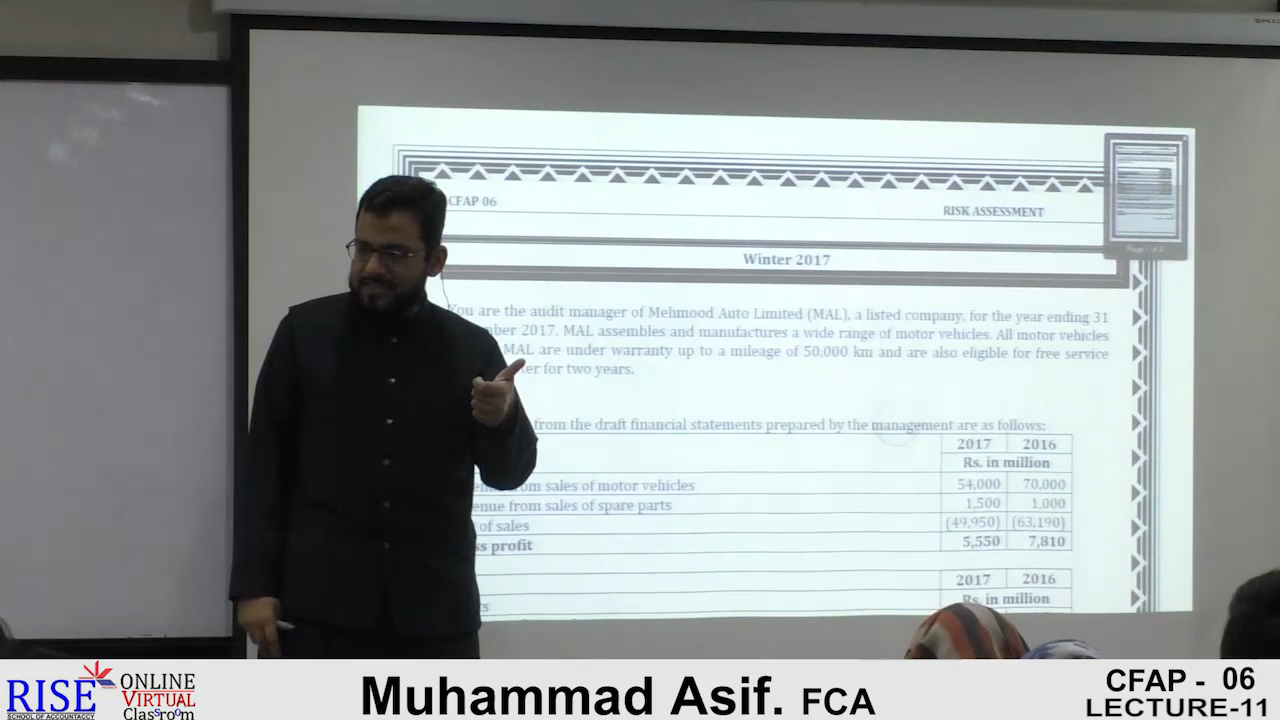 CFAP 06
RISK ASSESSMENT
Winter 2017
You are the audit manager of Mehmood Auto Limited (MAL), a listed company, for the year ending 31
2017. MAL assembles and manufactures a wide range of motor vehicles. All motor vehicles
MAL are under warranty up to a mileage of 50,000 km and are also eligible for free service
for two years.
from the draft financial statements prepared by the management are as follows:
2017 2016
Rs. in million
from sales of motor vehicles 54,000 70,000
from sales of spare parts 1,500 1,000
of sales (49,950) (63,190)
profit 5,550 7,810
2017 2016
Rs. in million
RISE
SCHOOL OF ACCOUNTACY
ONLINE
VIRTUAL
Classroom
Muhammad Asif. FCA
CFAP - 06
LECTURE-11